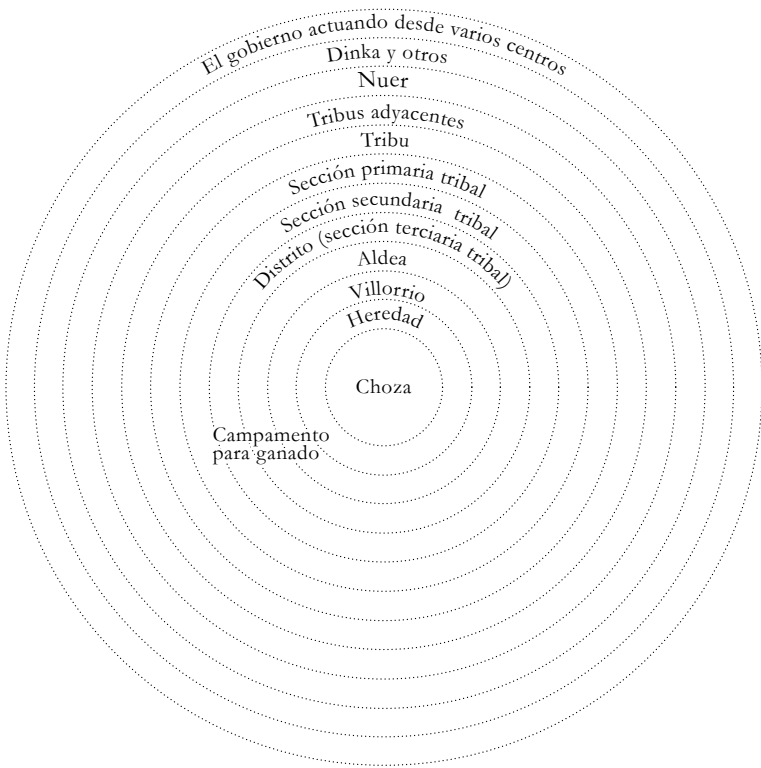 El gobierno actuando desde varios centros
Dinka y otros
Nuer
Tribus adyacentes
Tribu
Sección primaria tribal
Sección secundaria tribal
Distrito (sección terciaria tribal)
Aldea
Villorrio
Heredad
Choza
Campamento
para ganado